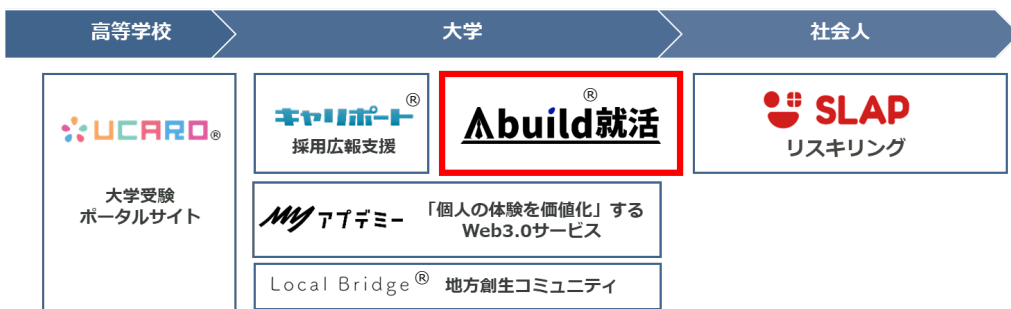 高等学校
大学
社会人
UCARO®
大学受験
ポータルサイト
キャリポート®
採用広報支援
Abuild就活®
SLAP
リスキリング
MYアプデミー
「個人の体験を価値化」する
Web3.0サービス
Local Bridge® 地方創生コミュニティ